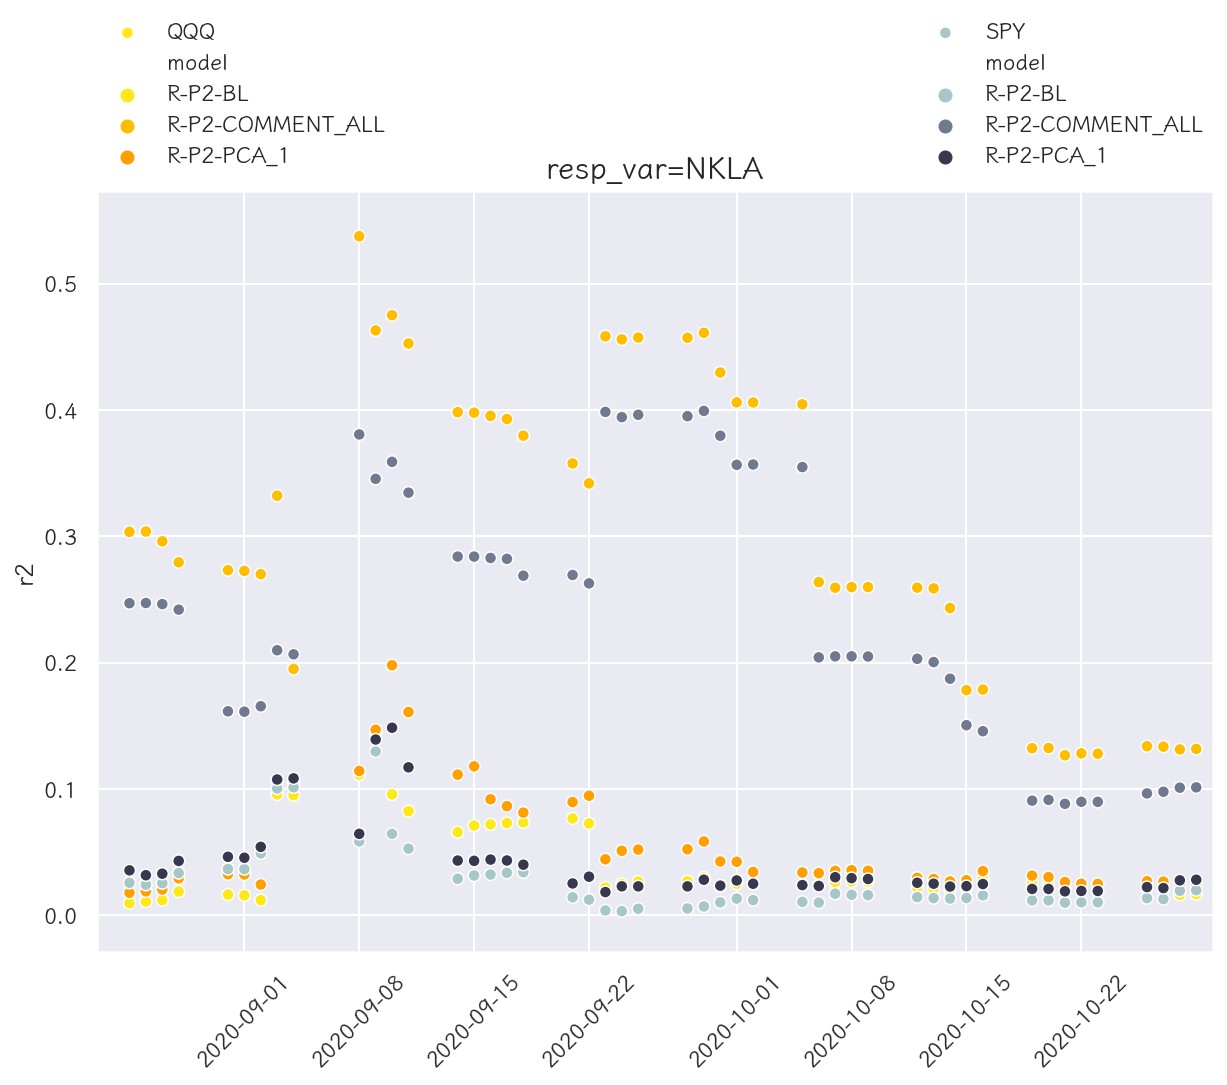 QQQ
model
R-P2-BL
R-P2-COMMENT_ALL
R-P2-PCA_1
SPY
model
R-P2-BL
R-P2-COMMENT_ALL
R-P2-PCA_1
resp_var=NKLA
0.5
0.4
0.3
0.2
0.1
0.0
r2
2020-09-01
2020-09-08
2020-09-15
2020-09-22
2020-10-01
2020-10-08
2020-10-15
2020-10-22